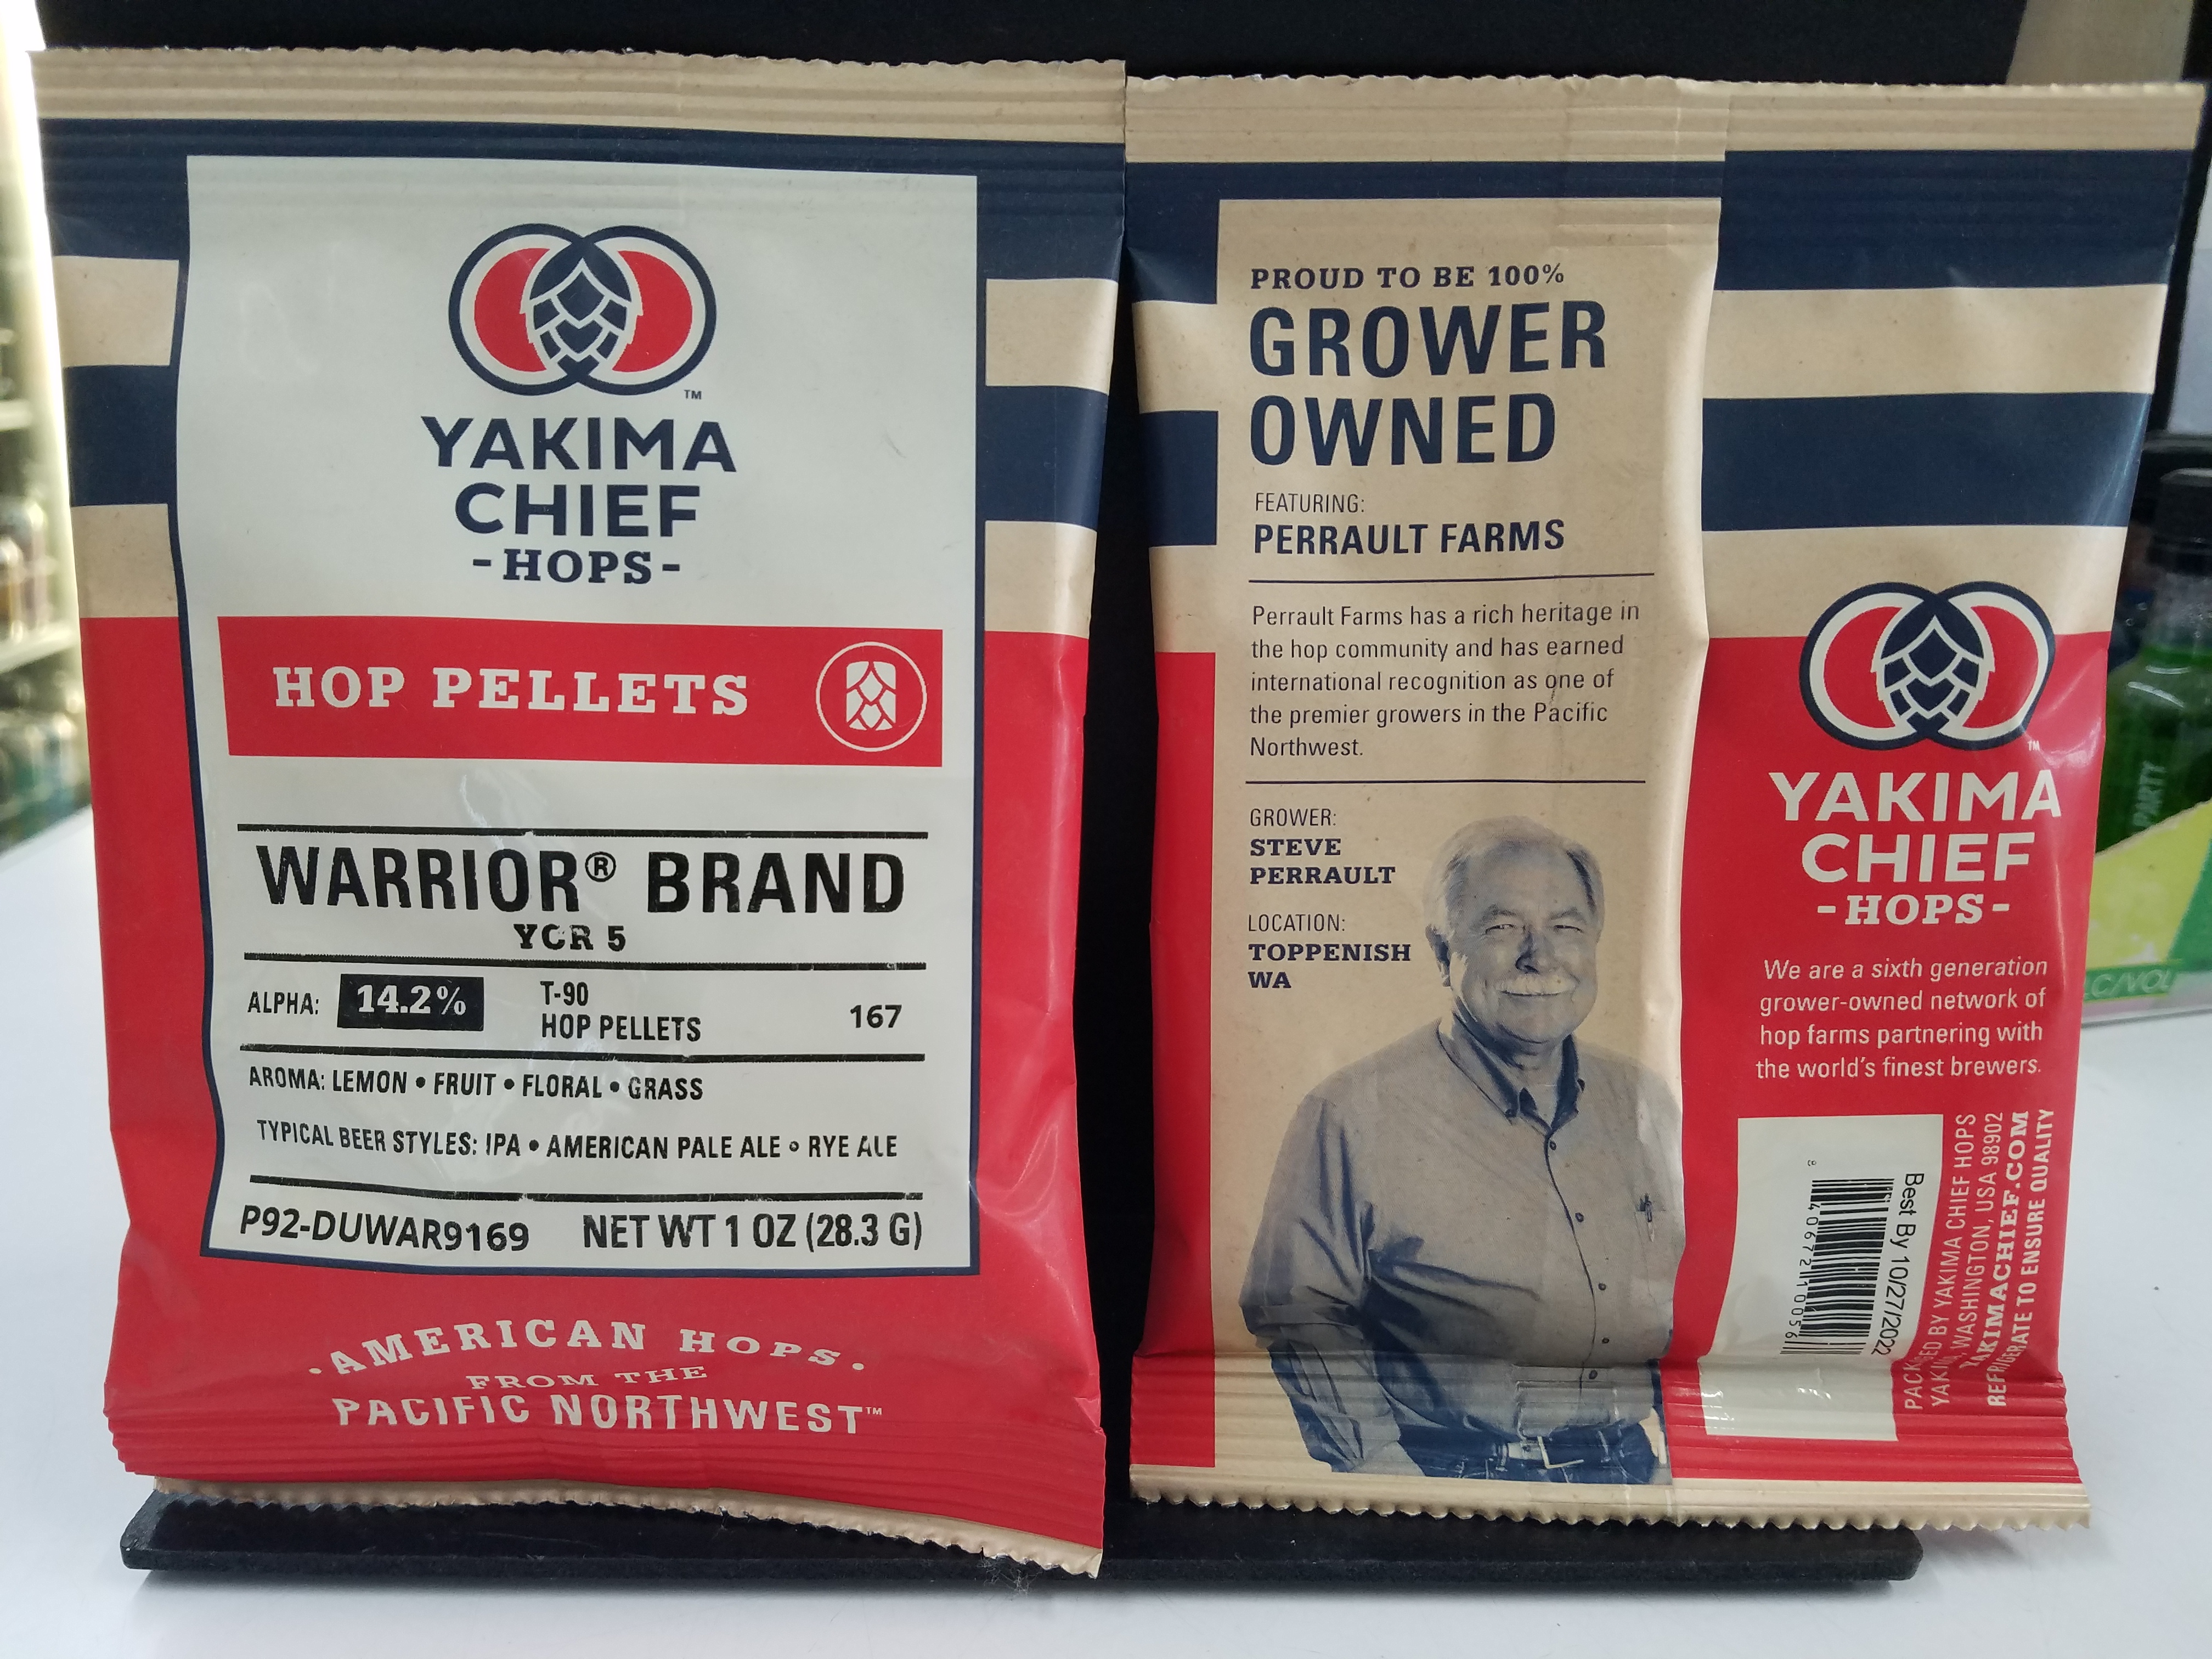 TM
YAKIMA
CHIEF
-HOPS-
HOP PELLETS
WARRIOR® BRAND
YCR 5
ALPHA: 14.2%
T-90
HOP PELLETS
167
AROMA: LEMON • FRUIT • FLORAL • GRASS
TYPICAL BEER STYLES: IPA • AMERICAN PALE ALE • RYE ALE
P92-DUWAR9169 NET WT 1 OZ (28.3 G)
·AMERICAN HOPS·
FROM THE
PACIFIC NORTHWEST™
PROUD TO BE 100%
GROWER
OWNED
FEATURING:
PERRAULT FARMS
Perrault Farms has a rich heritage in
the hop community and has earned
international recognition as one of
the premier growers in the Pacific
Northwest.
GROWER:
STEVE
PERRAULT
LOCATION:
TOPPENISH
WA
TM
YAKIMA
CHIEF
-HOPS-
We are a sixth generation
grower-owned network of
hop farms partnering with
the world's finest brewers.
8 40672 10056
Best By 10/27/2022
PACKAGED BY YAKIMA CHIEF HOPS
YAKIMA, WASHINGTON, USA 98902
YAKIMACHIEF.COM
REFRIGERATE TO ENSURE QUALITY
PARTY